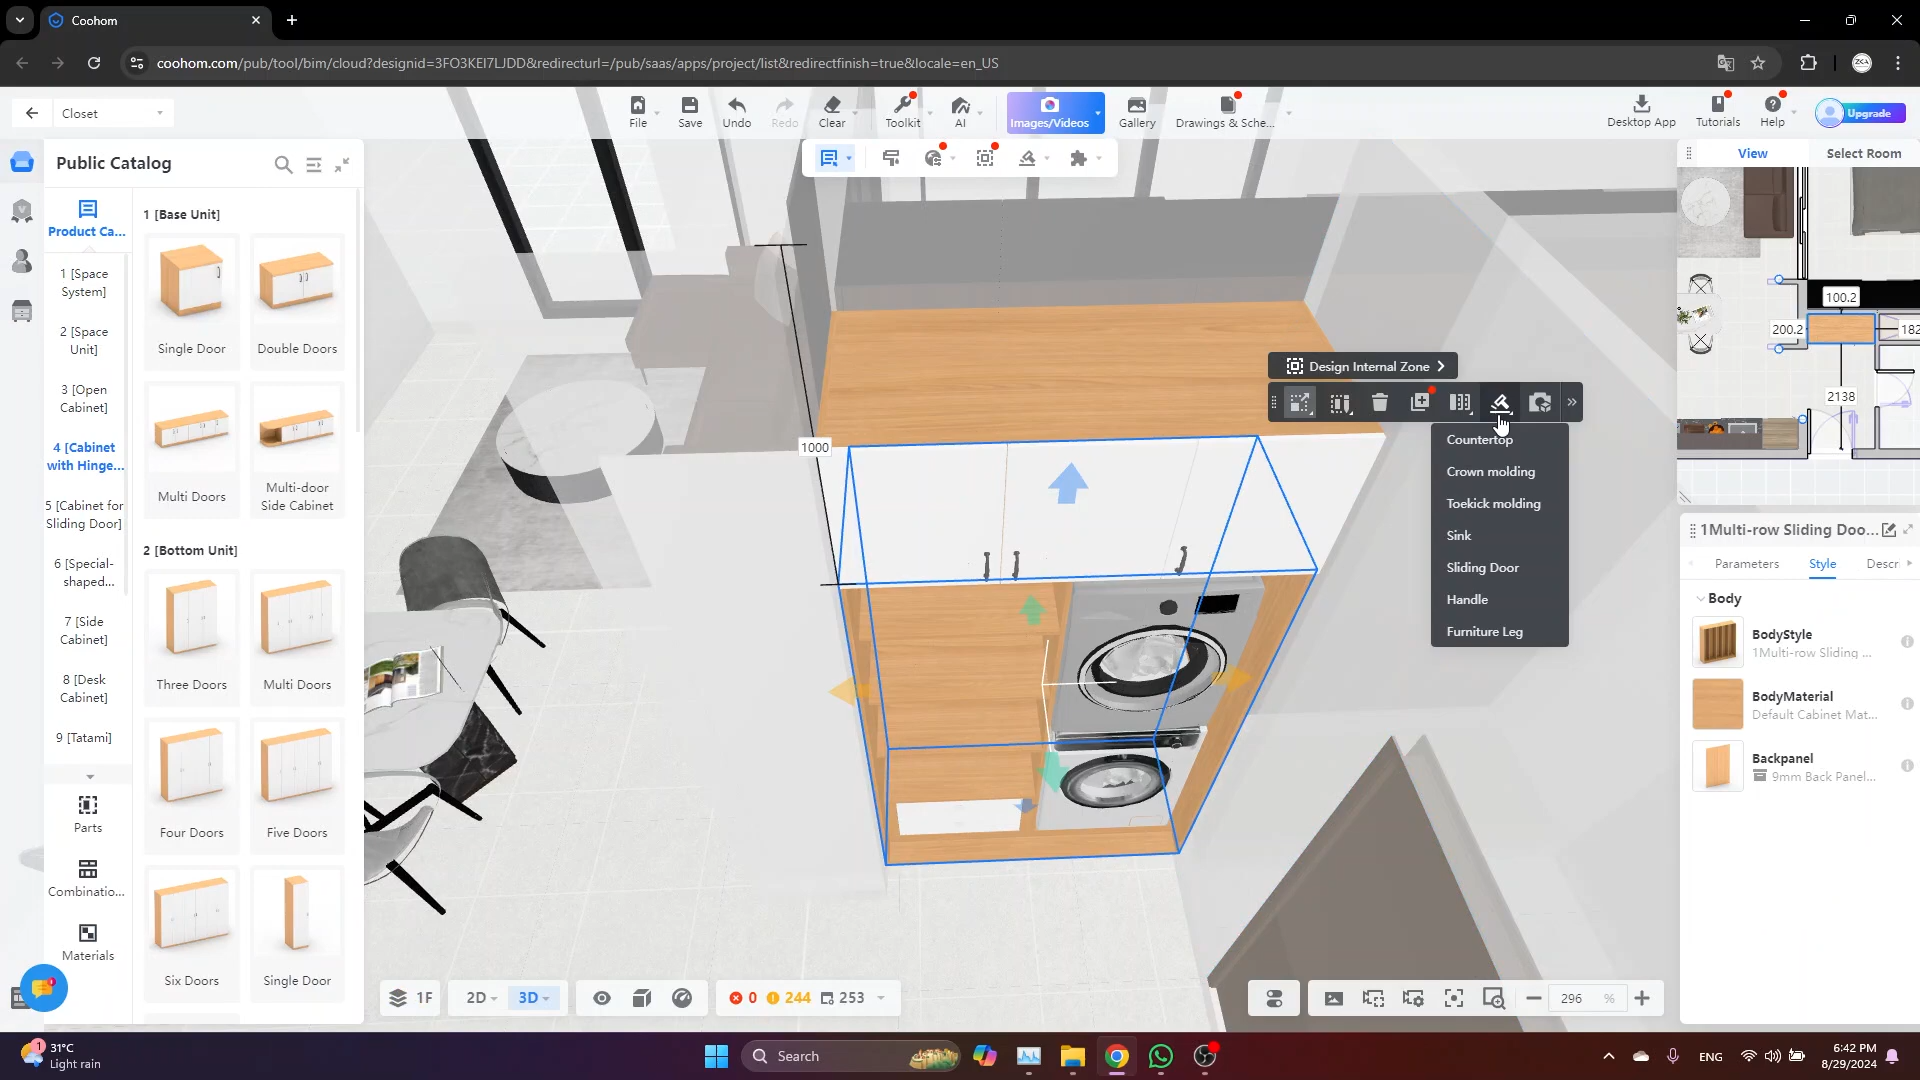 Coohom
coohom.com/pub/tool/bim/cloud?designid=3FO3KEI7LJDD&redirecturl=/pub/saas/apps/project/list&redirectfinish=true&locale=en_US
Closet
File
Save
Undo
Redo
Clear
Toolkit
AI
Images/Videos
Gallery
Drawings & Sche...
Desktop App
Tutorials
Help
Upgrade
Public Catalog
View
Select Room
Product Ca...
1 [Space
System]
2 [Space
Unit]
3 [Open
Cabinet]
4 [Cabinet
with Hinge...
5 [Cabinet for
Sliding Door]
6 [Special-
shaped...
7 [Side
Cabinet]
8 [Desk
Cabinet]
9 [Tatami]
Parts
Combinatio...
Materials
1 [Base Unit]
Single Door
Double Doors
Multi Doors
Multi-door
Side Cabinet
2 [Bottom Unit]
Three Doors
Multi Doors
Four Doors
Five Doors
Six Doors
Single Door
1000
Design Internal Zone
Countertop
Crown molding
Toekick molding
Sink
Sliding Door
Handle
Furniture Leg
100.2
200.2
182
2138
1Multi-row Sliding Doo...
Parameters
Style
Descri
Body
BodyStyle
1Multi-row Sliding ...
BodyMaterial
Default Cabinet Mat...
Backpanel
9mm Back Panel...
1F
2D
3D
0
244
253
296
%
1
31°C
Light rain
Search
ENG
6:42 PM
8/29/2024